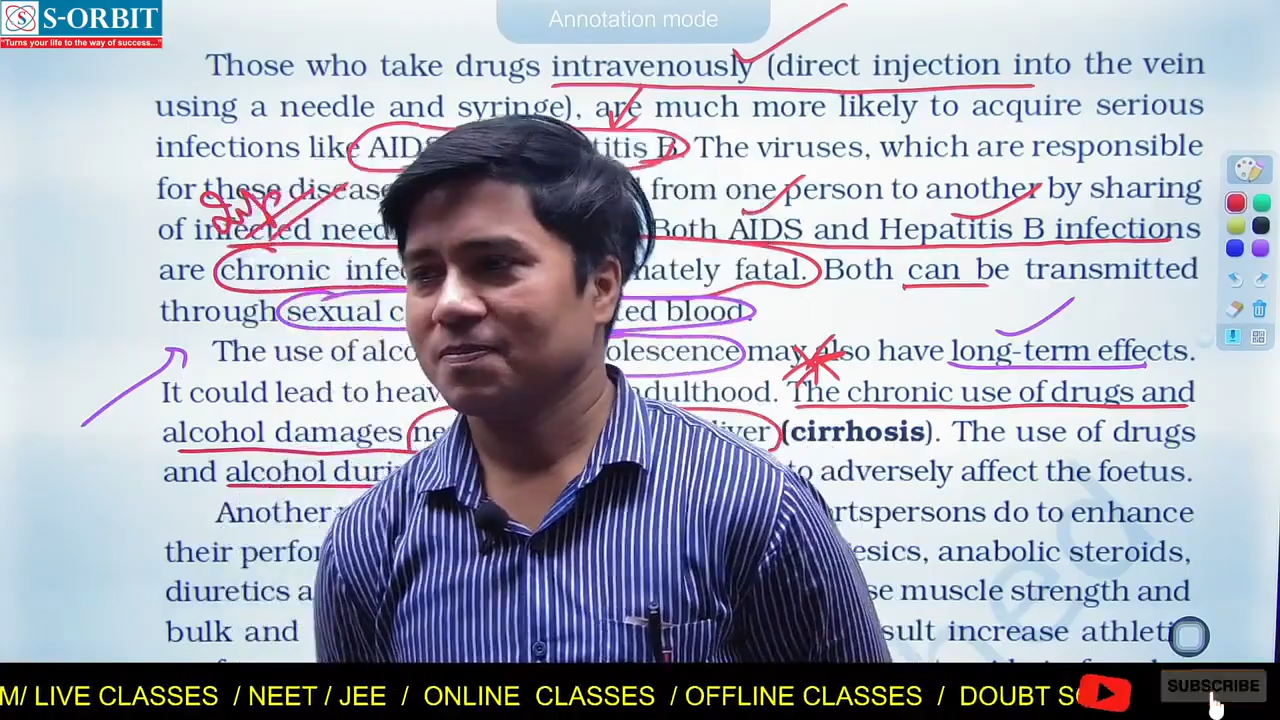 S-ORBIT
"Turns your life to the way of success..."
Annotation mode
Those who take drugs intravenously (direct injection into the vein
using a needle and syringe), are much more likely to acquire serious
infections like AIDS titis B. The viruses, which are responsible
for these disease from one person to another by sharing
of infected need Both AIDS and Hepatitis B infections
are chronic infec mately fatal. Both can be transmitted
through sexual c ted blood.
The use of alco olescence may also have long-term effects.
It could lead to heav dulthood. The chronic use of drugs and
alcohol damages ne liver (cirrhosis). The use of drugs
and alcohol duri to adversely affect the foetus.
Another rtspersons do to enhance
their perfor esics, anabolic steroids,
diuretics a se muscle strength and
bulk and sult increase athleti
M/ LIVE CLASSES / NEET / JEE / ONLINE CLASSES / OFFLINE CLASSES / DOUBT S
SUBSCRIBE